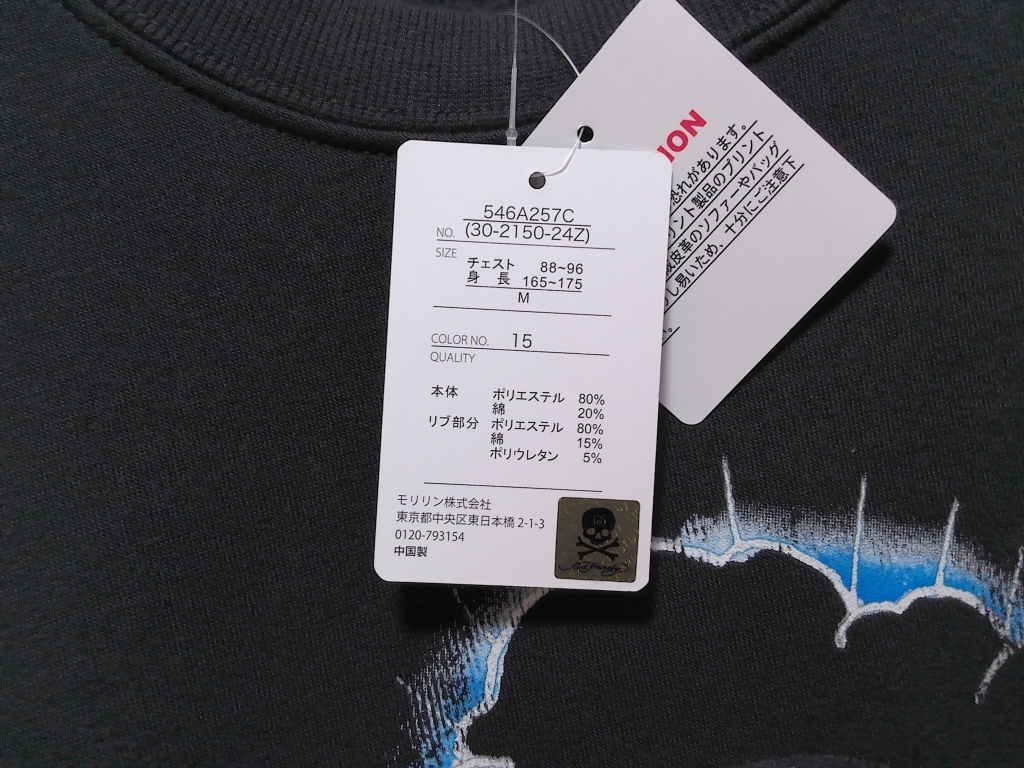 546A257C
NO. (30-2150-24Z)
SIZE
チェスト 88~96
身 長 165~175
M
COLOR NO. 15
QUALITY
本体 ポリエステル 80%
綿 20%
リブ部分 ポリエステル 80%
綿 15%
ポリウレタン 5%
モリリン株式会社
東京都中央区東日本橋 2-1-3
0120-793154
中国製
ION
恐れがあります。
リント製品のプリント
皮革のソファーやバッグ
し易いため、十分にご注意下
。